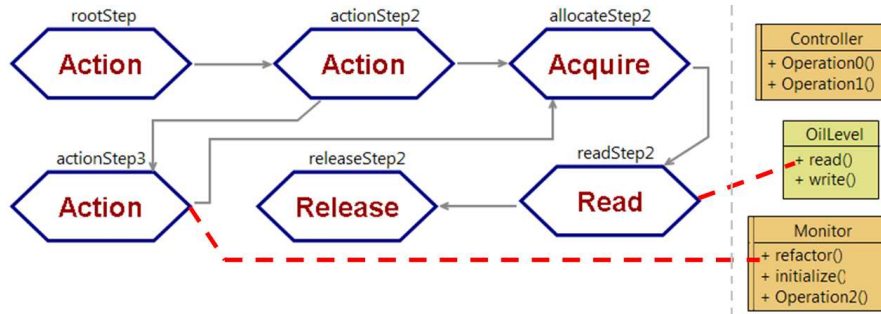 rootStep
Action
actionStep2
Action
allocateStep2
Acquire
actionStep3
Action
releaseStep2
Release
readStep2
Read
Controller
+ Operation0()
+ Operation1()
OilLevel
+ read()
+ write()
Monitor
+ refactor()
+ initialize()
+ Operation2()